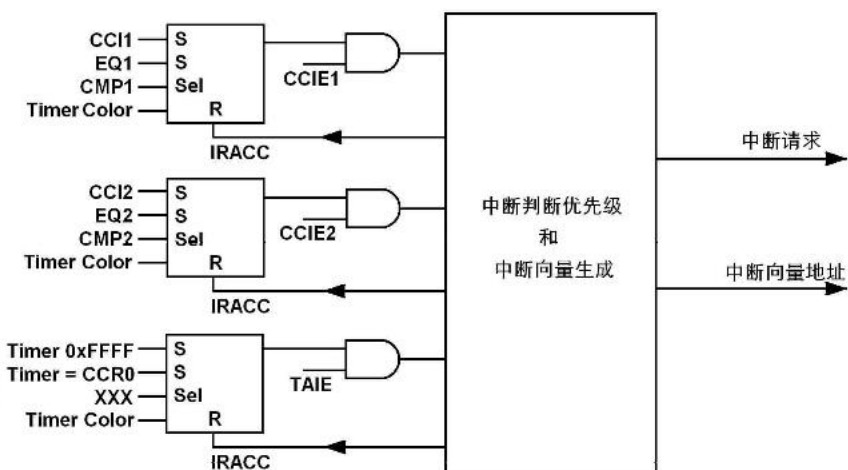 CCI1
EQ1
CMP1
Timer Color
S
S
Sel
R
CCIE1
IRACC
CCI2
EQ2
CMP2
Timer Color
S
S
Sel
R
CCIE2
IRACC
Timer 0xFFFF
Timer = CCR0
XXX
Timer Color
S
S
Sel
R
TAIE
IRACC
中断判断优先级
和
中断向量生成
中断请求
中断向量地址